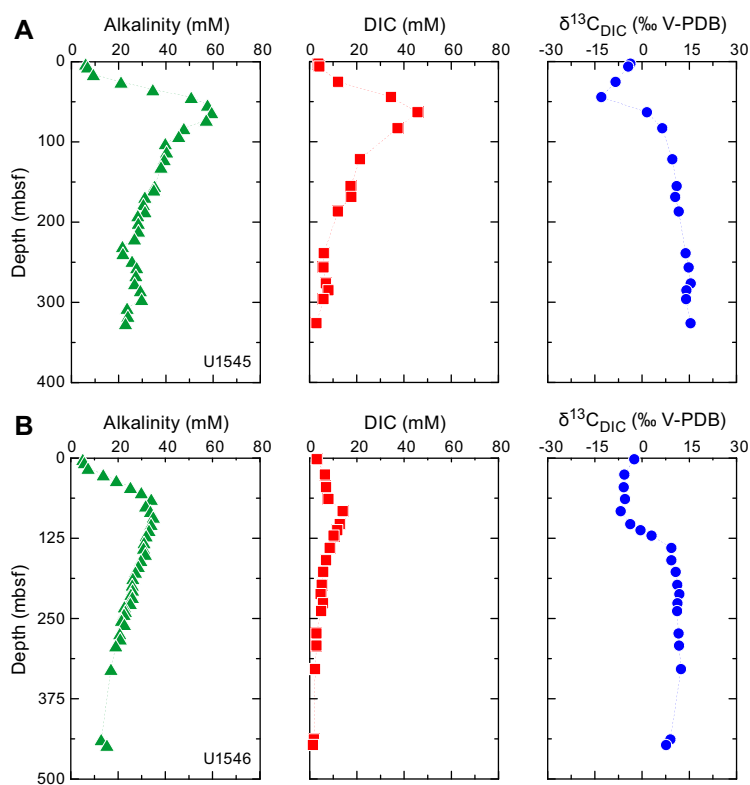 A
Alkalinity (mM) DIC (mM) δ13CDIC (‰ V-PDB)
0 20 40 60 80 0 20 40 60 80 -30 -15 0 15 30
0
100
200
300
400
Depth (mbsf)
U1545
B
Alkalinity (mM) DIC (mM) δ13CDIC (‰ V-PDB)
0 20 40 60 80 0 20 40 60 80 -30 -15 0 15 30
0
125
250
375
500
Depth (mbsf)
U1546